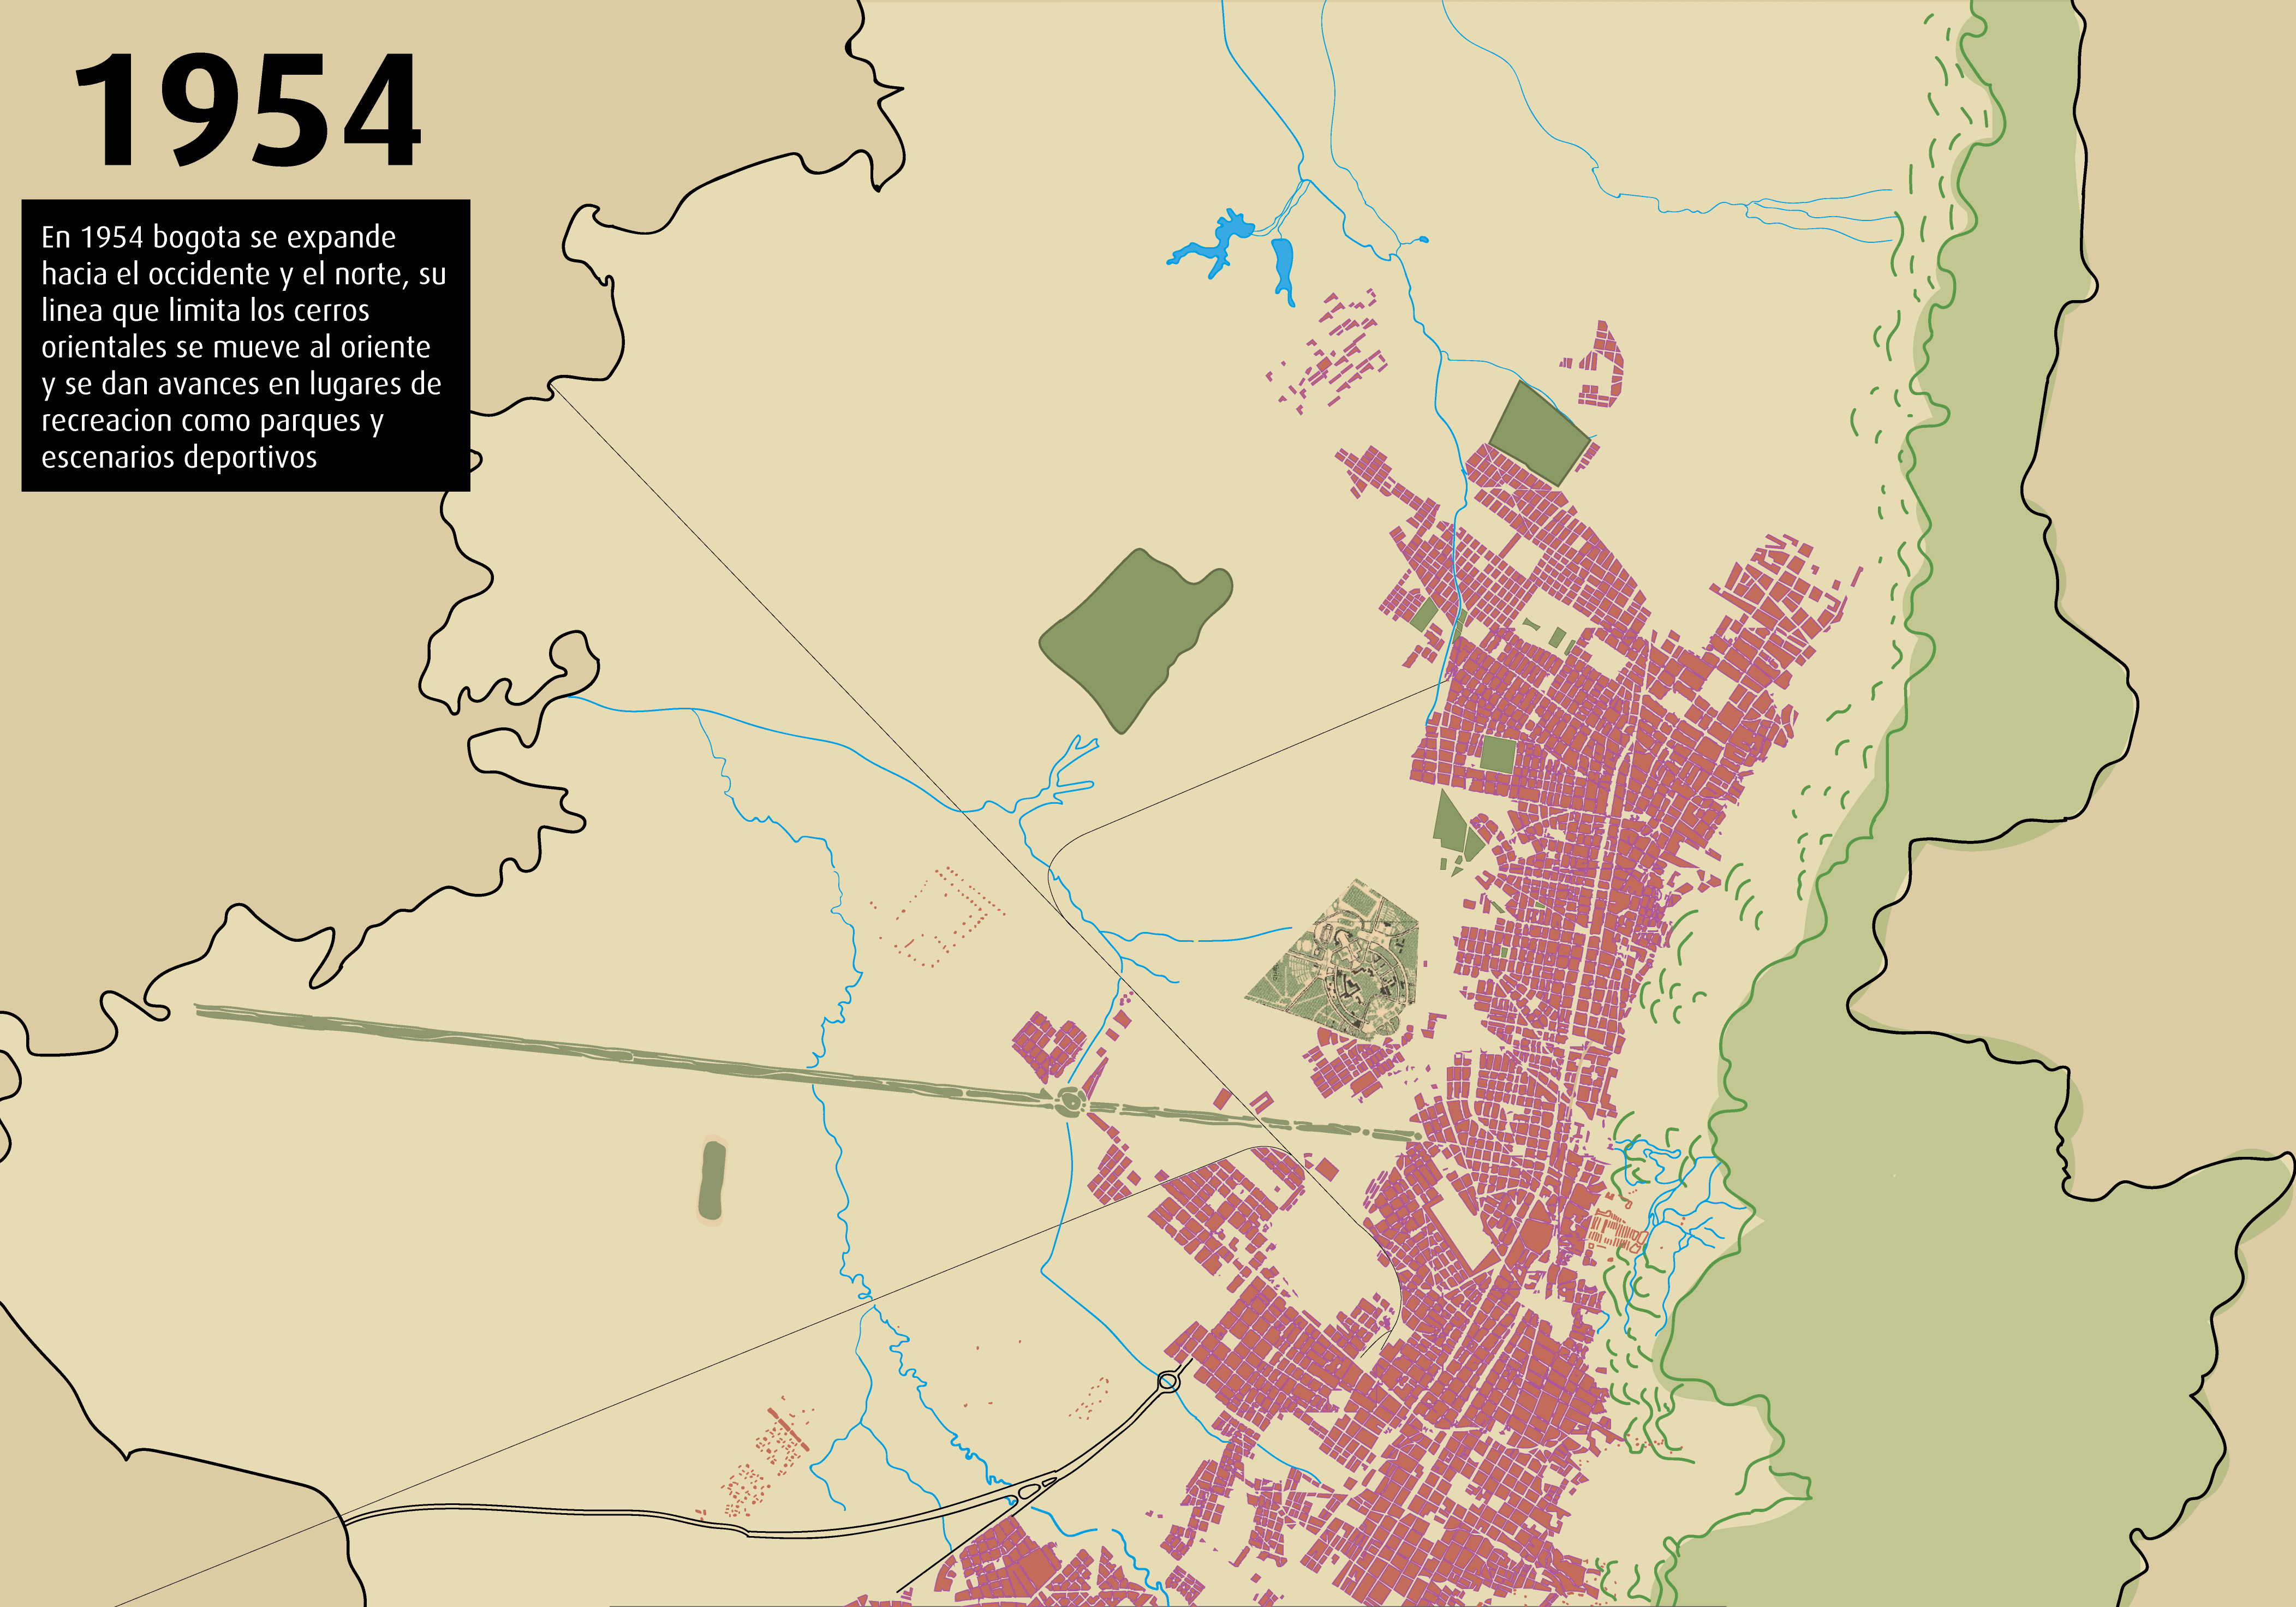 1954
En 1954 bogota se expande
hacia el occidente y el norte, su
linea que limita los cerros
orientales se mueve al oriente
y se dan avances en lugares de
recreacion como parques y
escenarios deportivos